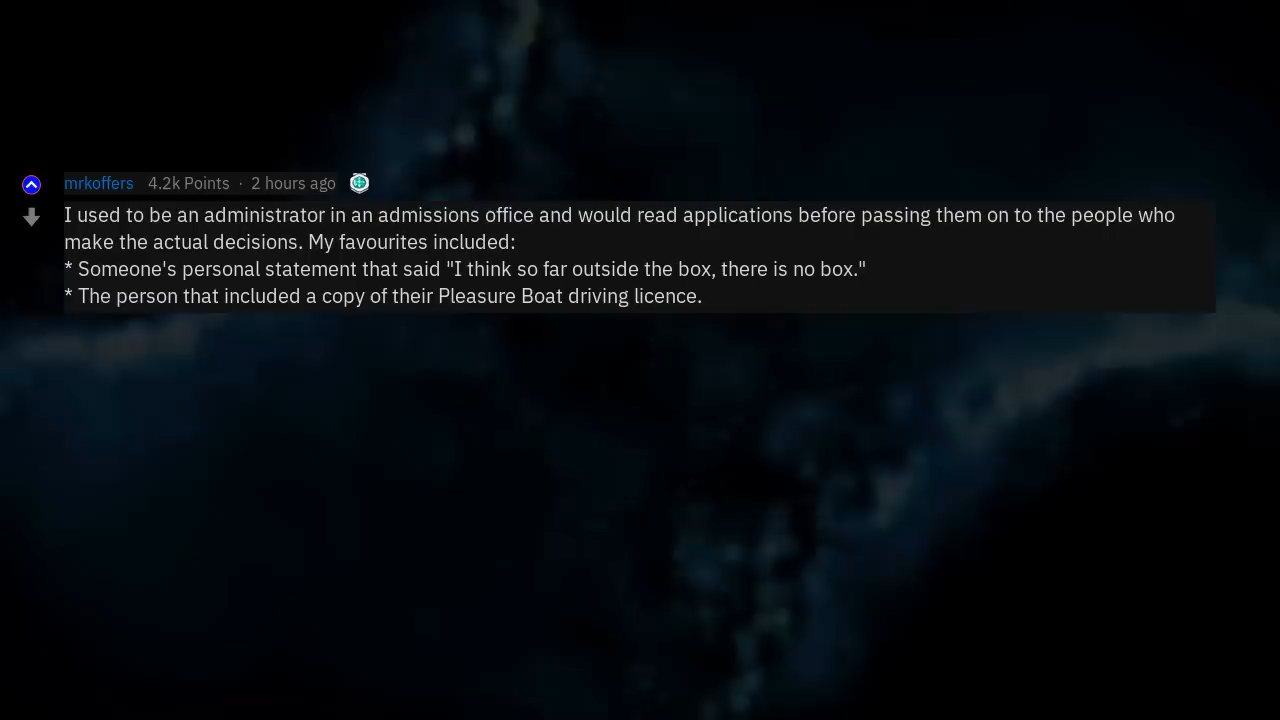 mrkoffers 4.2k Points · 2 hours ago
I used to be an administrator in an admissions office and would read applications before passing them on to the people who
make the actual decisions. My favourites included:
* Someone's personal statement that said "I think so far outside the box, there is no box."
* The person that included a copy of their Pleasure Boat driving licence.